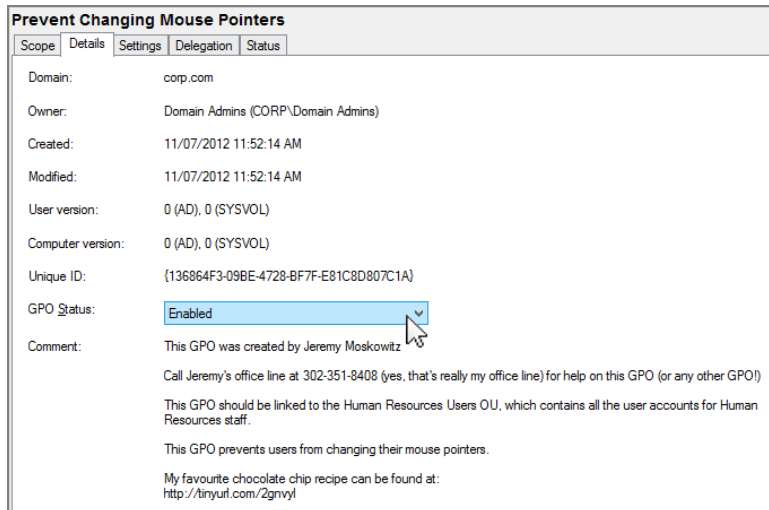 Prevent Changing Mouse Pointers
Scope Details Settings Delegation Status
Domain: corp.com
Owner: Domain Admins (CORP\Domain Admins)
Created: 11/07/2012 11:52:14 AM
Modified: 11/07/2012 11:52:14 AM
User version: 0 (AD), 0 (SYSVOL)
Computer version: 0 (AD), 0 (SYSVOL)
Unique ID: {136864F3-09BE-4728-BF7F-E81C8D807C1A}
GPO Status: Enabled
Comment: This GPO was created by Jeremy Moskowitz
Call Jeremy's office line at 302-351-8408 (yes, that's really my office line) for help on this GPO (or any other GPO!)
This GPO should be linked to the Human Resources Users OU, which contains all the user accounts for Human
Resources staff.
This GPO prevents users from changing their mouse pointers.
My favourite chocolate chip recipe can be found at:
http://tinyurl.com/2gnvyl